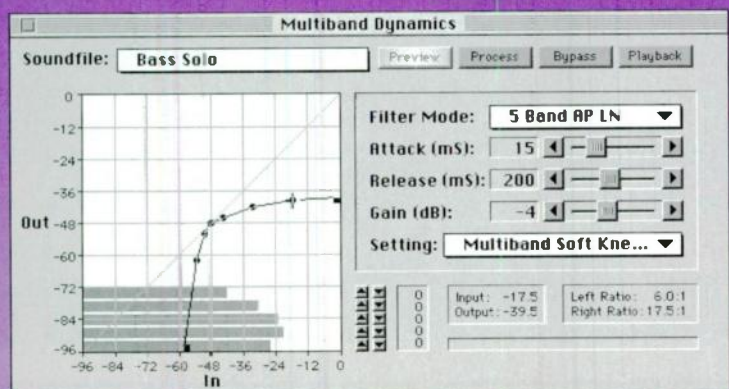 Multiband Dynamics
Soundfile: Bass Solo Preview Process Bypass Playback
0
-12
-24
-36
Out -48
-60
-72
-84
-96
-96 -84 -72 -60 -48 -36 -24 -12 0
In
Filter Mode: 5 Band AP LN
Attack (mS): 15
Release (mS): 200
Gain (dB): -4
Setting: Multiband Soft Kne...
0
0
0
0
0
Input: -17.5
Output: -39.5
Left Ratio: 6.0:1
Right Ratio: 17.5:1